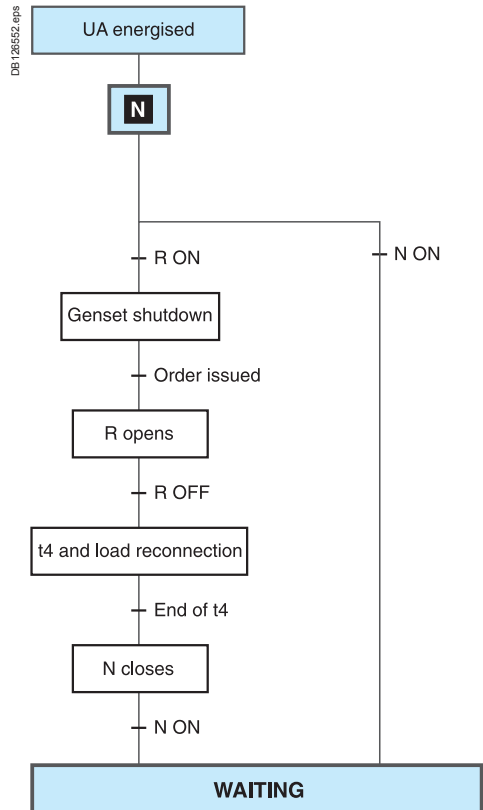 DB126552.eps
UA energised
N
R ON
N ON
Genset shutdown
Order issued
R opens
R OFF
t4 and load reconnection
End of t4
N closes
N ON
WAITING